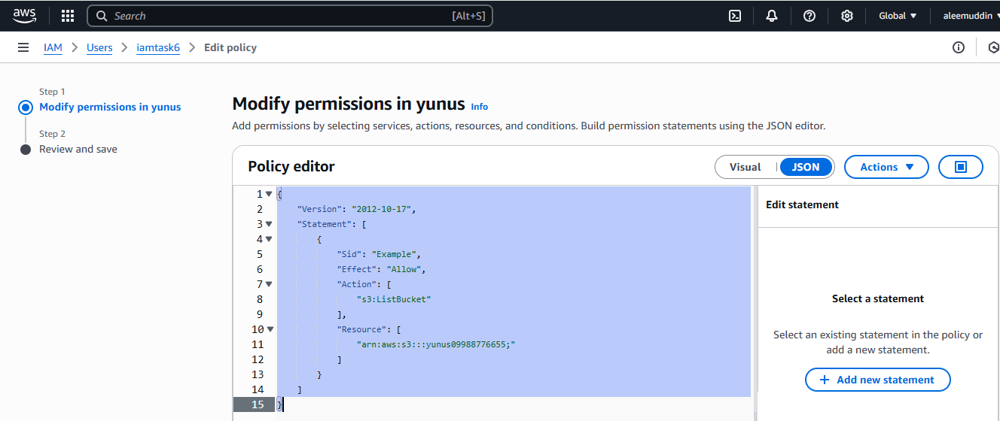 aws
Search [Alt+S] Global aleemuddin
IAM Users iamtask6 Edit policy
Step 1
Modify permissions in yunus
Step 2
Review and save
Modify permissions in yunus Info
Add permissions by selecting services, actions, resources, and conditions. Build permission statements using the JSON editor.
Policy editor Visual JSON Actions
1 {
2 "Version": "2012-10-17",
3 "Statement": [
4 {
5 "Sid": "Example",
6 "Effect": "Allow",
7 "Action": [
8 "s3:ListBucket"
9 ],
10 "Resource": [
11 "arn:aws:s3:::yunus09988776655;"
12 ]
13 }
14 ]
15 }
Edit statement
Select a statement
Select an existing statement in the policy or
add a new statement.
+ Add new statement